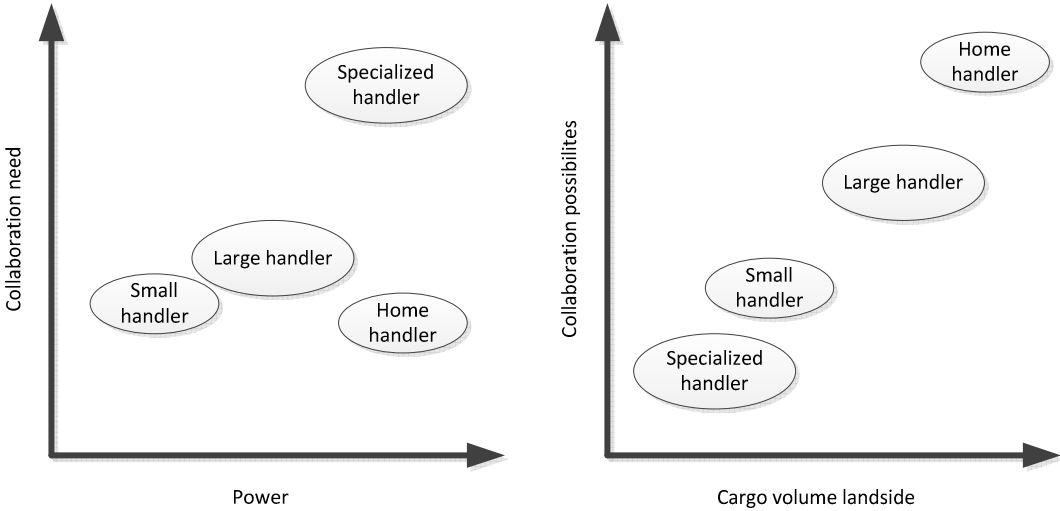 Collaboration need
Specialized
handler
Large handler
Small
handler
Home
handler
Power
Collaboration possibilites
Home
handler
Large handler
Small
handler
Specialized
handler
Cargo volume landside